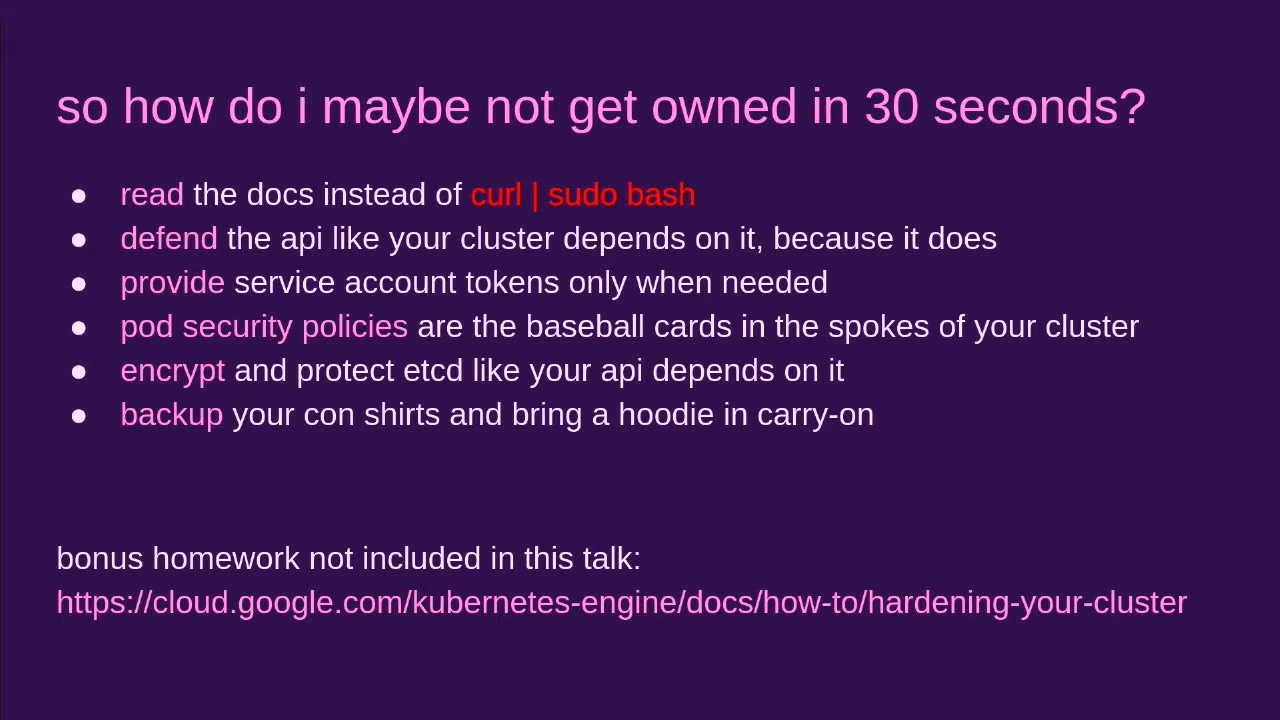 so how do i maybe not get owned in 30 seconds?
● read the docs instead of curl | sudo bash
● defend the api like your cluster depends on it, because it does
● provide service account tokens only when needed
● pod security policies are the baseball cards in the spokes of your cluster
● encrypt and protect etcd like your api depends on it
● backup your con shirts and bring a hoodie in carry-on
bonus homework not included in this talk:
https://cloud.google.com/kubernetes-engine/docs/how-to/hardening-your-cluster